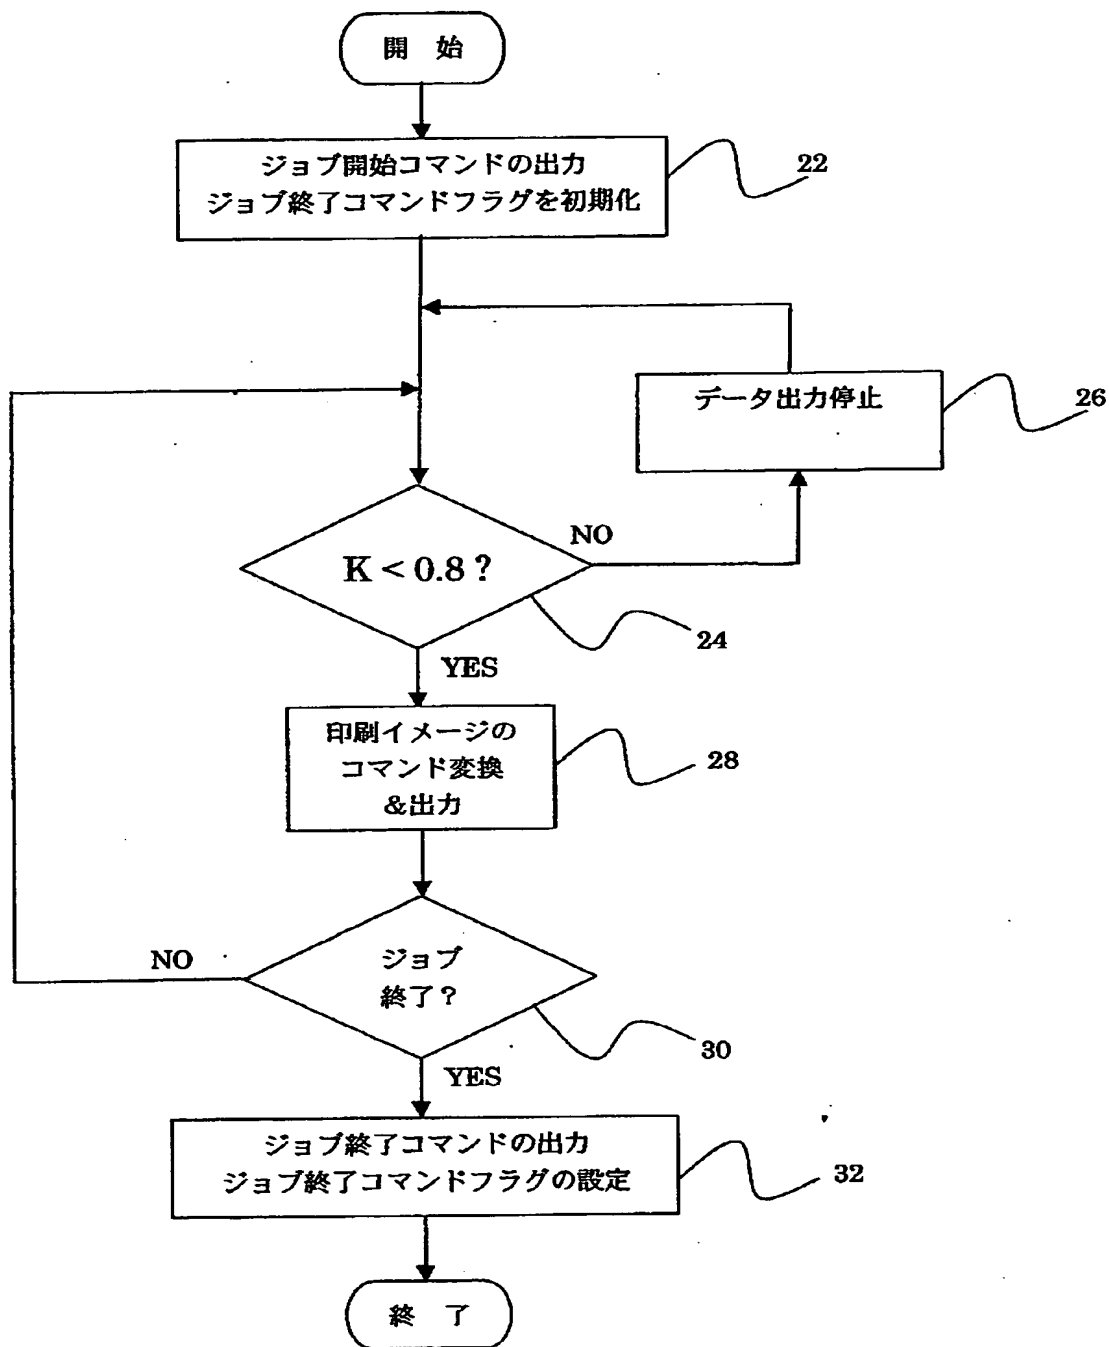 開 始
ジョブ開始コマンドの出力
ジョブ終了コマンドフラグを初期化
22
データ出力停止
26
K < 0.8 ?
NO
24
YES
印刷イメージの
コマンド変換
&出力
28
ジョブ
終了?
NO
30
YES
ジョブ終了コマンドの出力
ジョブ終了コマンドフラグの設定
32
終 了